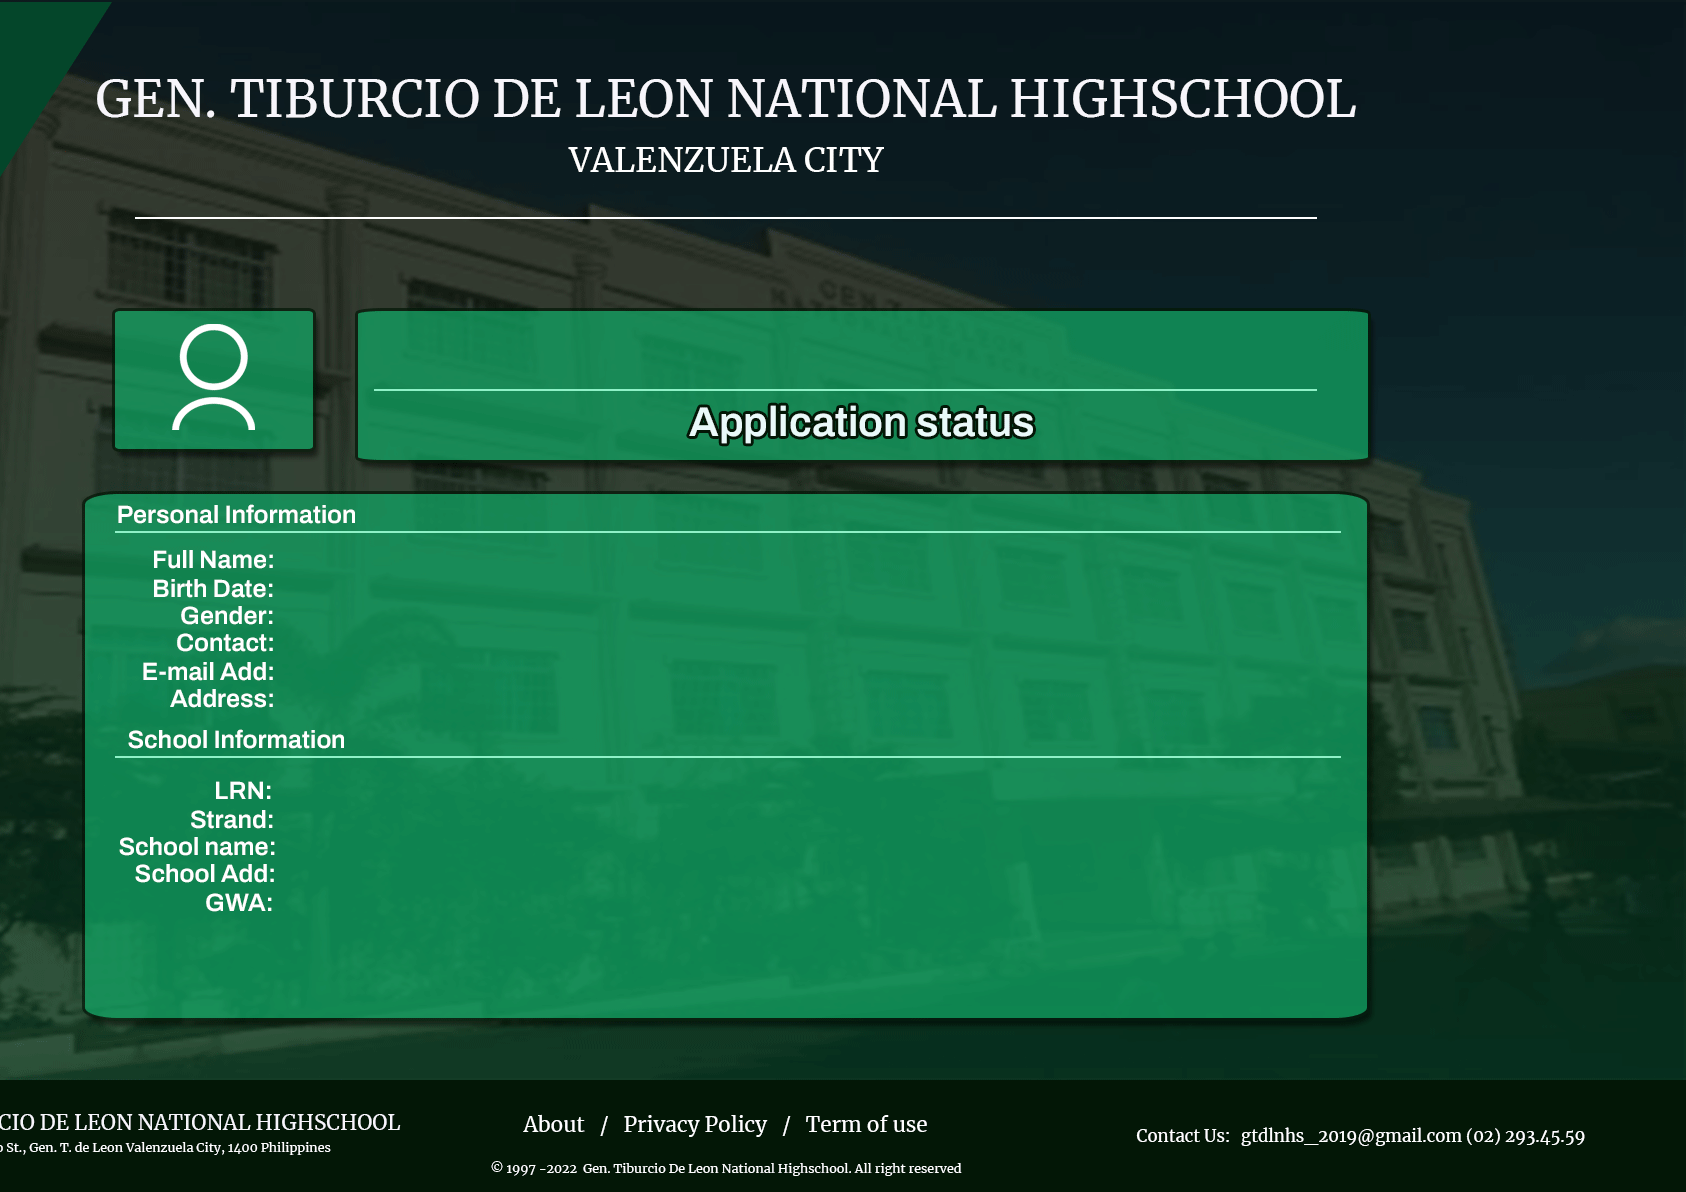 GEN. TIBURCIO DE LEON NATIONAL HIGHSCHOOL
VALENZUELA CITY
Application status
Personal Information
Full Name:
Birth Date:
Gender:
Contact:
E-mail Add:
Address:
School Information
LRN:
Strand:
School name:
School Add:
GWA:
CIO DE LEON NATIONAL HIGHSCHOOL
St., Gen. T. de Leon Valenzuela City, 1400 Philippines
About / Privacy Policy / Term of use
© 1997 -2022 Gen. Tiburcio De Leon National Highschool. All right reserved
Contact Us: gtdlnhs_2019@gmail.com (02) 293.45.59